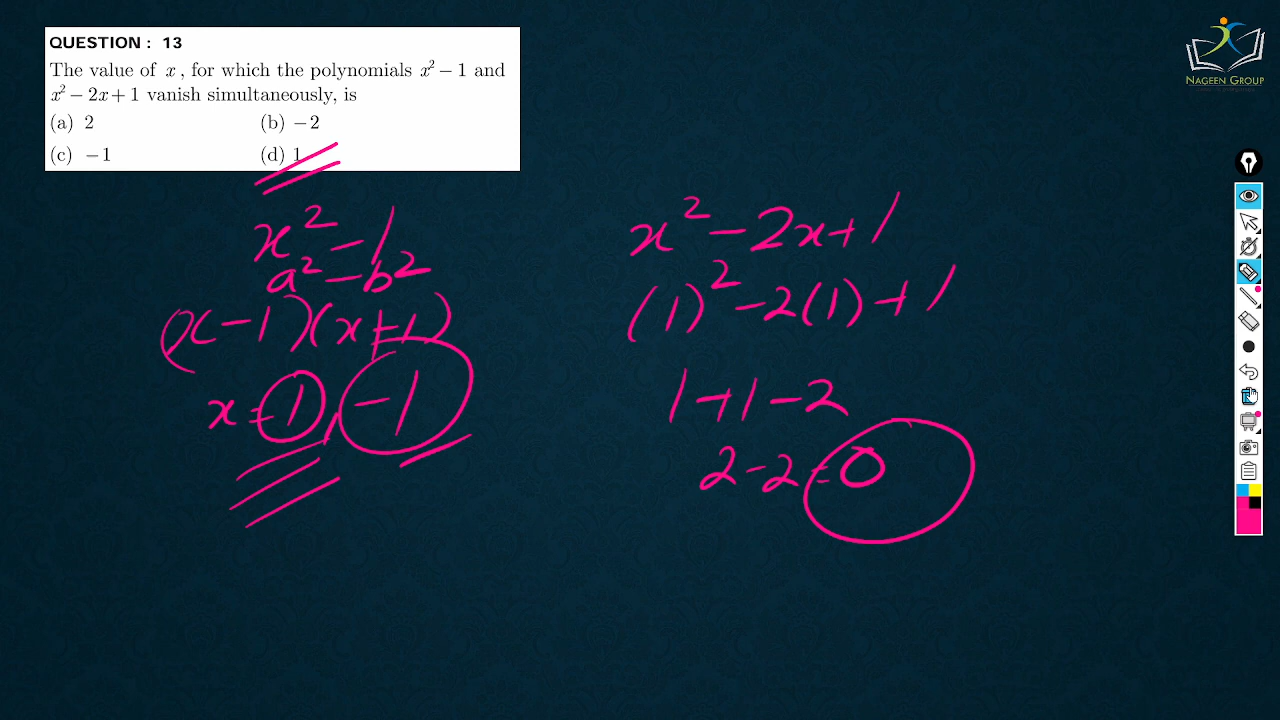 QUESTION : 13
The value of x, for which the polynomials x² − 1 and
x² − 2x + 1 vanish simultaneously, is
(a) 2 (b) −2
(c) −1 (d) 1
NAGEEN GROUP
x² − 1
a² − b²
(x − 1)(x + 1)
x = 1, −1
x² − 2x + 1
(1)² − 2(1) + 1
1 + 1 − 2
2 − 2 = 0